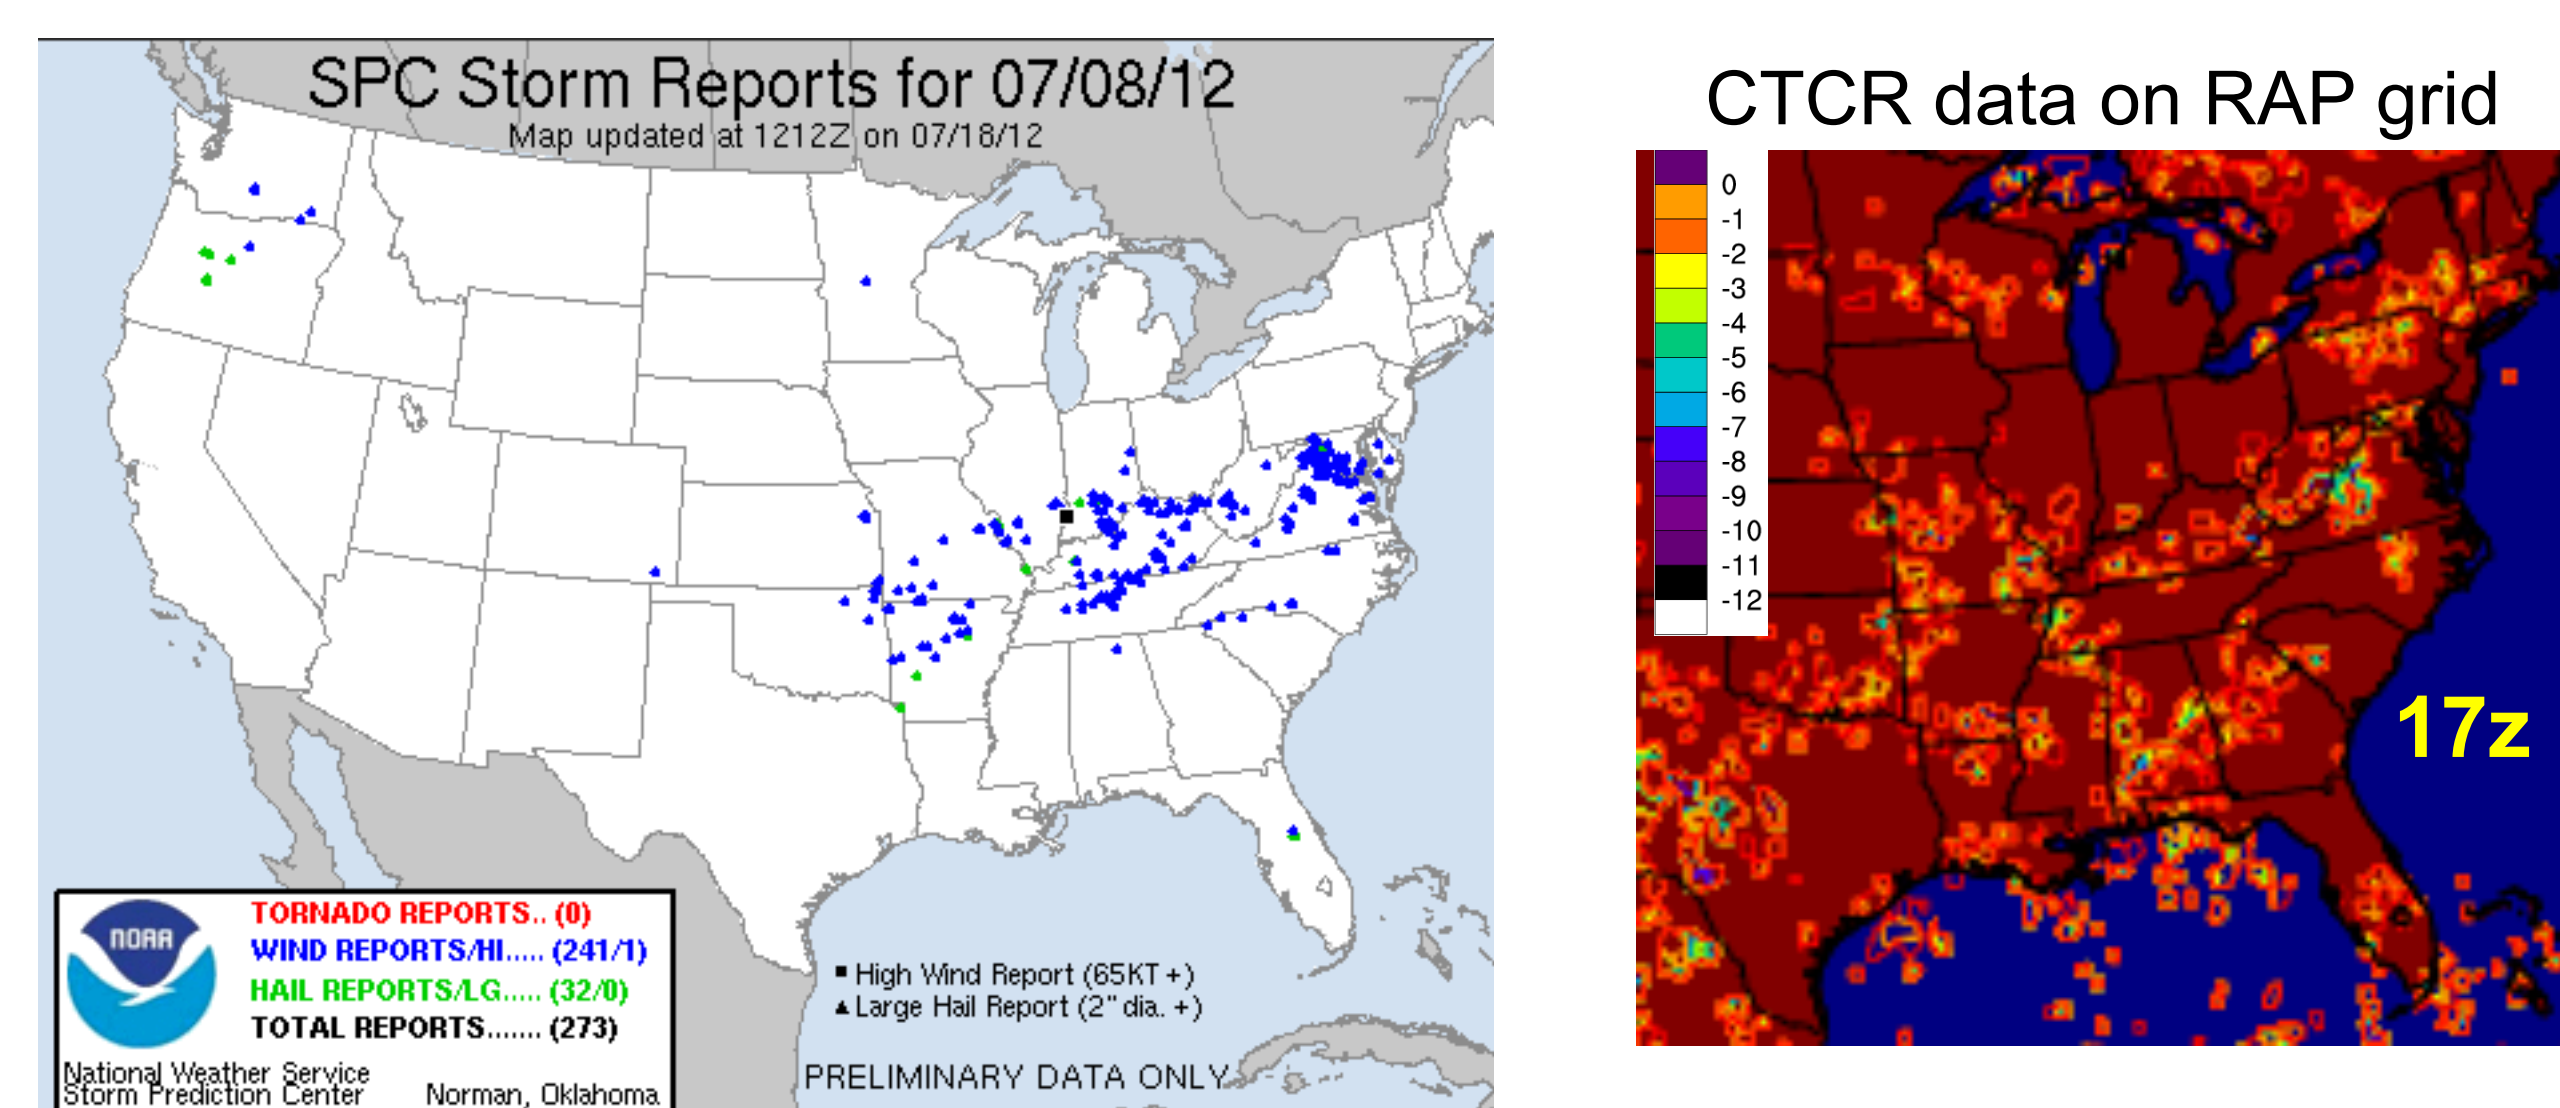 SPC Storm Reports for 07/08/12
Map updated at 1212Z on 07/18/12
NOAA
TORNADO REPORTS.. (0)
WIND REPORTS/HI..... (241/1)
HAIL REPORTS/LG..... (32/0)
TOTAL REPORTS....... (273)
National Weather Service
Storm Prediction Center Norman, Oklahoma
High Wind Report (65KT +)
Large Hail Report (2" dia. +)
PRELIMINARY DATA ONLY
CTCR data on RAP grid
0
-1
-2
-3
-4
-5
-6
-7
-8
-9
-10
-11
-12
17z